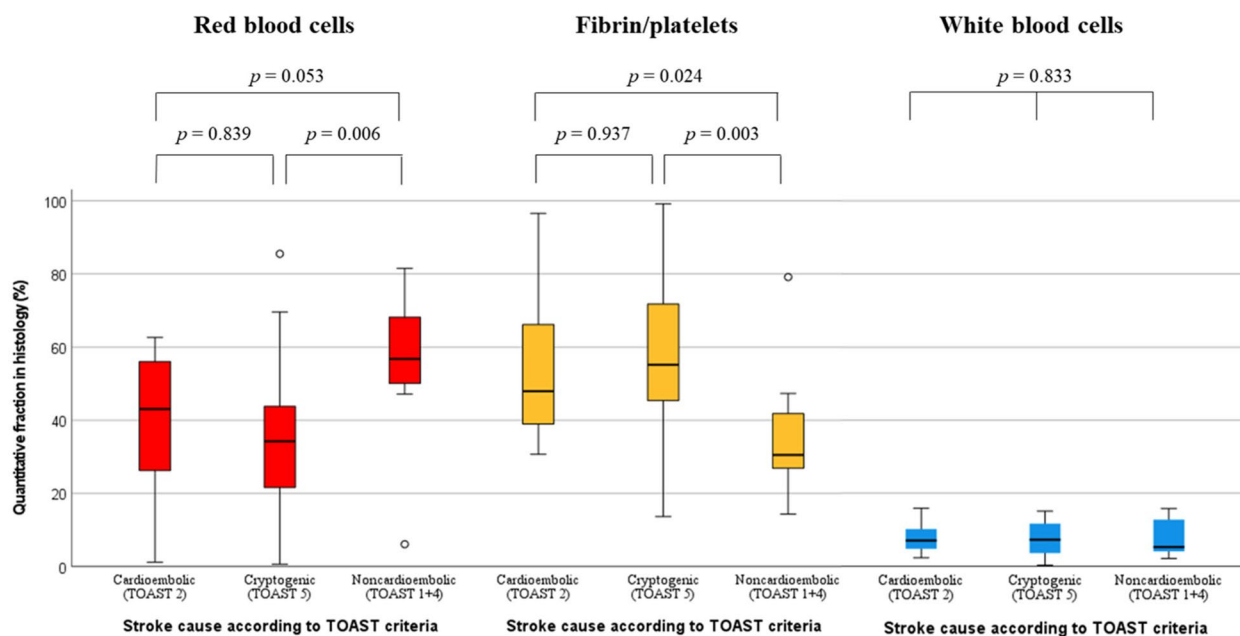 Red blood cells
Fibrin/platelets
White blood cells
p = 0.053
p = 0.024
p = 0.833
p = 0.839
p = 0.006
p = 0.937
p = 0.003
Quantitative fraction in histology (%)
100
80
60
40
20
0
Cardioembolic
(TOAST 2)
Cryptogenic
(TOAST 5)
Noncardioembolic
(TOAST 1+4)
Cardioembolic
(TOAST 2)
Cryptogenic
(TOAST 5)
Noncardioembolic
(TOAST 1+4)
Cardioembolic
(TOAST 2)
Cryptogenic
(TOAST 5)
Noncardioembolic
(TOAST 1+4)
Stroke cause according to TOAST criteria
Stroke cause according to TOAST criteria
Stroke cause according to TOAST criteria